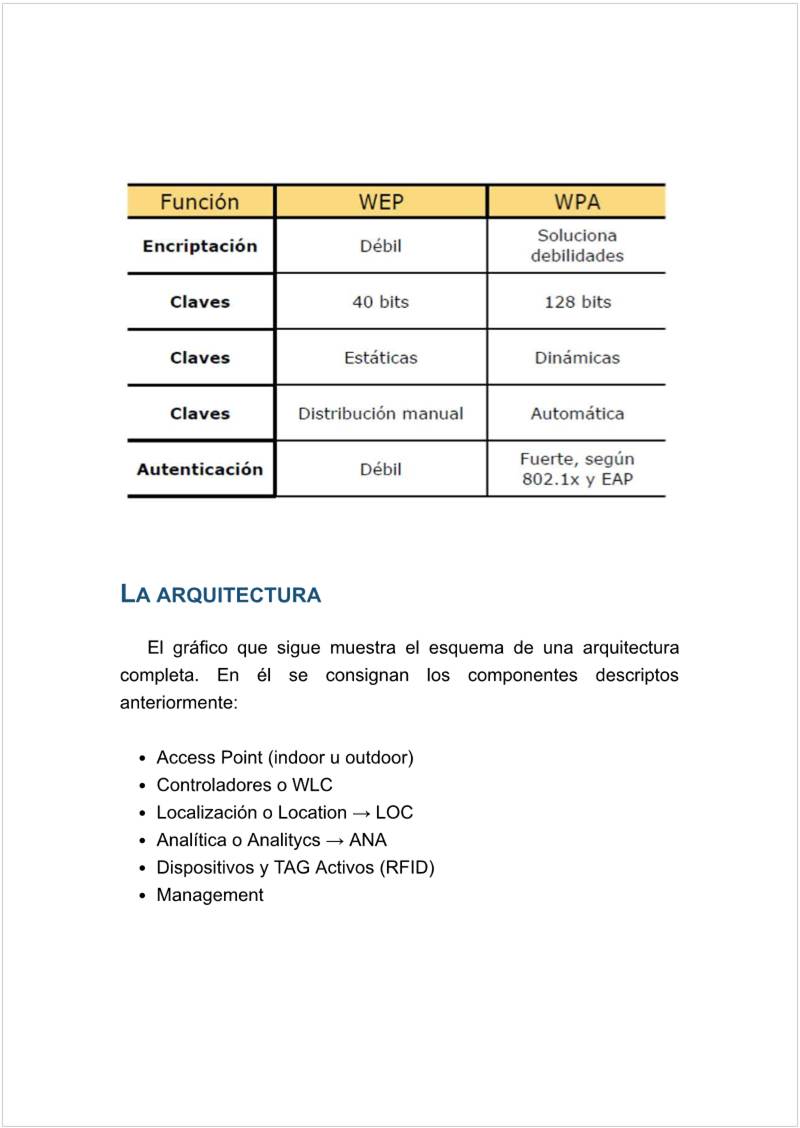 Función WEP WPA
Encriptación Débil Soluciona debilidades
Claves 40 bits 128 bits
Claves Estáticas Dinámicas
Claves Distribución manual Automática
Autenticación Débil Fuerte, según 802.1x y EAP
LA ARQUITECTURA
El gráfico que sigue muestra el esquema de una arquitectura
completa. En él se consignan los componentes descriptos
anteriormente:
• Access Point (indoor u outdoor)
• Controladores o WLC
• Localización o Location → LOC
• Analítica o Analitycs → ANA
• Dispositivos y TAG Activos (RFID)
• Management